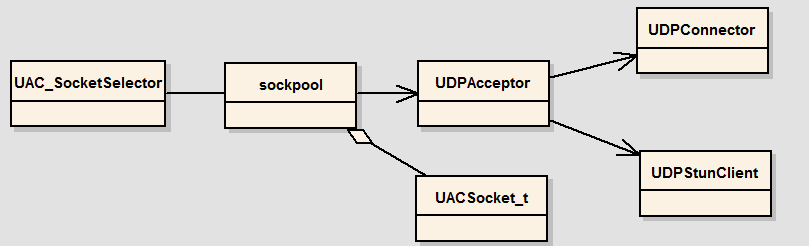 UDPConnector
UAC_SocketSelector
sockpool
UDPAcceptor
UDPStunClient
UACSocket_t